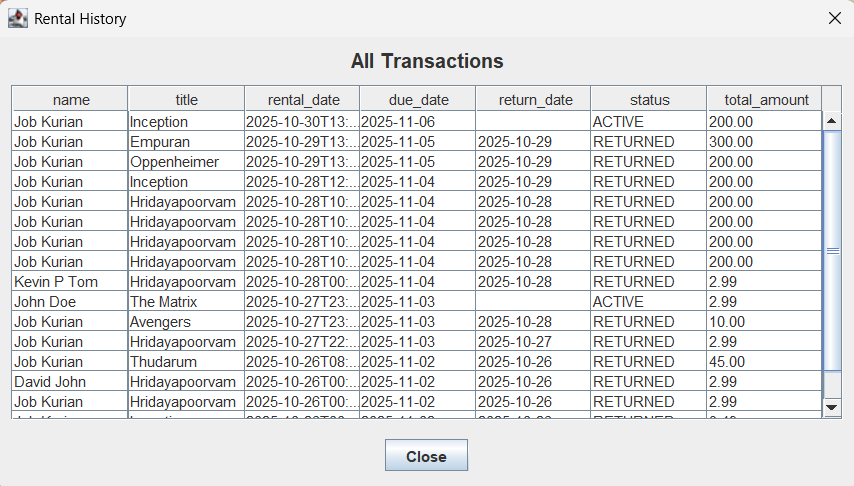 Rental History
All Transactions
name title rental_date due_date return_date status total_amount
Job Kurian Inception 2025-10-30T13:... 2025-11-06 ACTIVE 200.00
Job Kurian Empuran 2025-10-29T13:... 2025-11-05 2025-10-29 RETURNED 300.00
Job Kurian Oppenheimer 2025-10-29T13:... 2025-11-05 2025-10-29 RETURNED 200.00
Job Kurian Inception 2025-10-28T12:... 2025-11-04 2025-10-29 RETURNED 200.00
Job Kurian Hridayapoorvam 2025-10-28T10:... 2025-11-04 2025-10-28 RETURNED 200.00
Job Kurian Hridayapoorvam 2025-10-28T10:... 2025-11-04 2025-10-28 RETURNED 200.00
Job Kurian Hridayapoorvam 2025-10-28T10:... 2025-11-04 2025-10-28 RETURNED 200.00
Job Kurian Hridayapoorvam 2025-10-28T10:... 2025-11-04 2025-10-28 RETURNED 200.00
Kevin P Tom Hridayapoorvam 2025-10-28T00:... 2025-11-04 2025-10-28 RETURNED 2.99
John Doe The Matrix 2025-10-27T23:... 2025-11-03 ACTIVE 2.99
Job Kurian Avengers 2025-10-27T23:... 2025-11-03 2025-10-28 RETURNED 10.00
Job Kurian Hridayapoorvam 2025-10-27T22:... 2025-11-03 2025-10-27 RETURNED 2.99
Job Kurian Thudarum 2025-10-26T08:... 2025-11-02 2025-10-26 RETURNED 45.00
David John Hridayapoorvam 2025-10-26T00:... 2025-11-02 2025-10-26 RETURNED 2.99
Job Kurian Hridayapoorvam 2025-10-26T00:... 2025-11-02 2025-10-26 RETURNED 2.99
Close